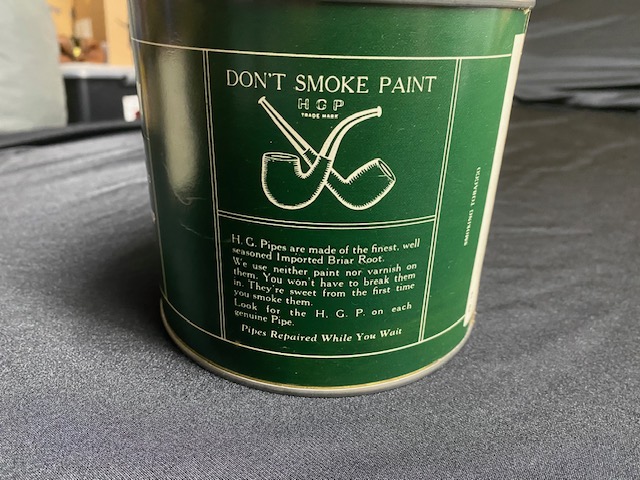 DON'T SMOKE PAINT
HGP
TRADE MARK
H. G. Pipes are made of the finest, well
seasoned Imported Briar Root.
We use neither paint nor varnish on
them. You won't have to break them
in. They're sweet from the first time
you smoke them.
Look for the H. G. P. on each
genuine Pipe.
Pipes Repaired While You Wait
SMOKING TOBACCO